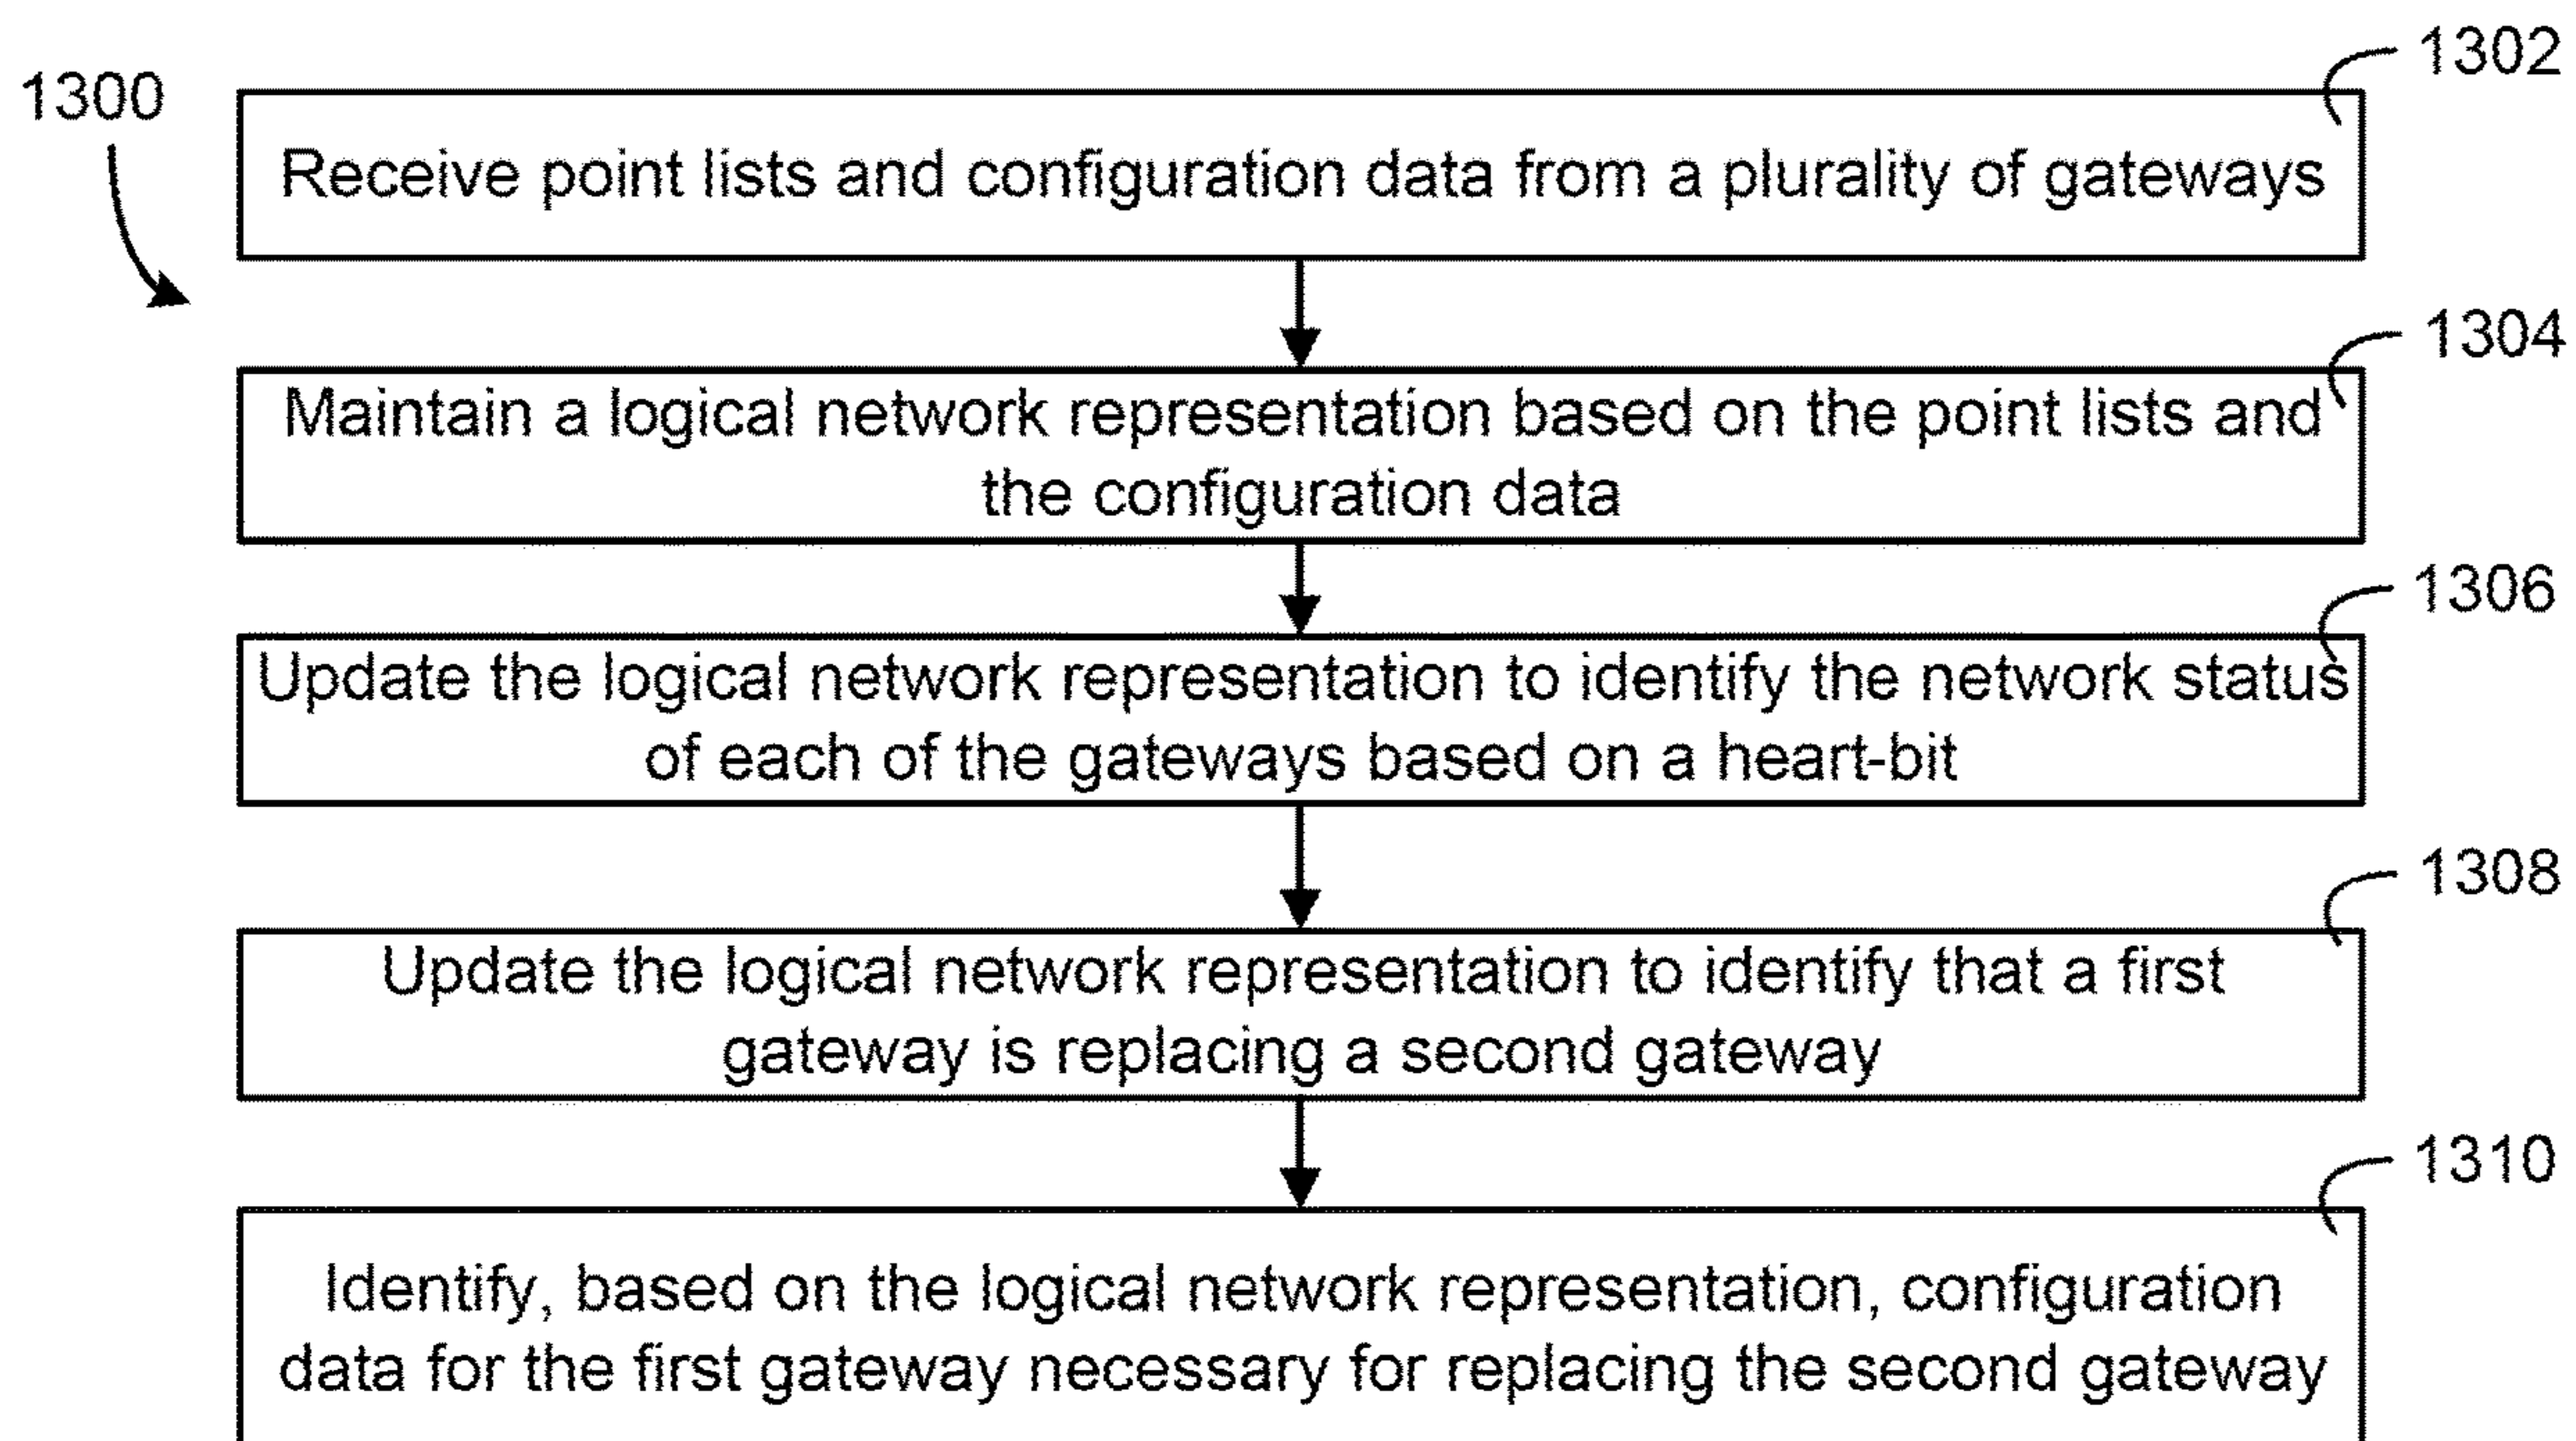 1300
1302
Receive point lists and configuration data from a plurality of gateways
1304
Maintain a logical network representation based on the point lists and
the configuration data
1306
Update the logical network representation to identify the network status
of each of the gateways based on a heart-bit
1308
Update the logical network representation to identify that a first
gateway is replacing a second gateway
1310
Identify, based on the logical network representation, configuration
data for the first gateway necessary for replacing the second gateway